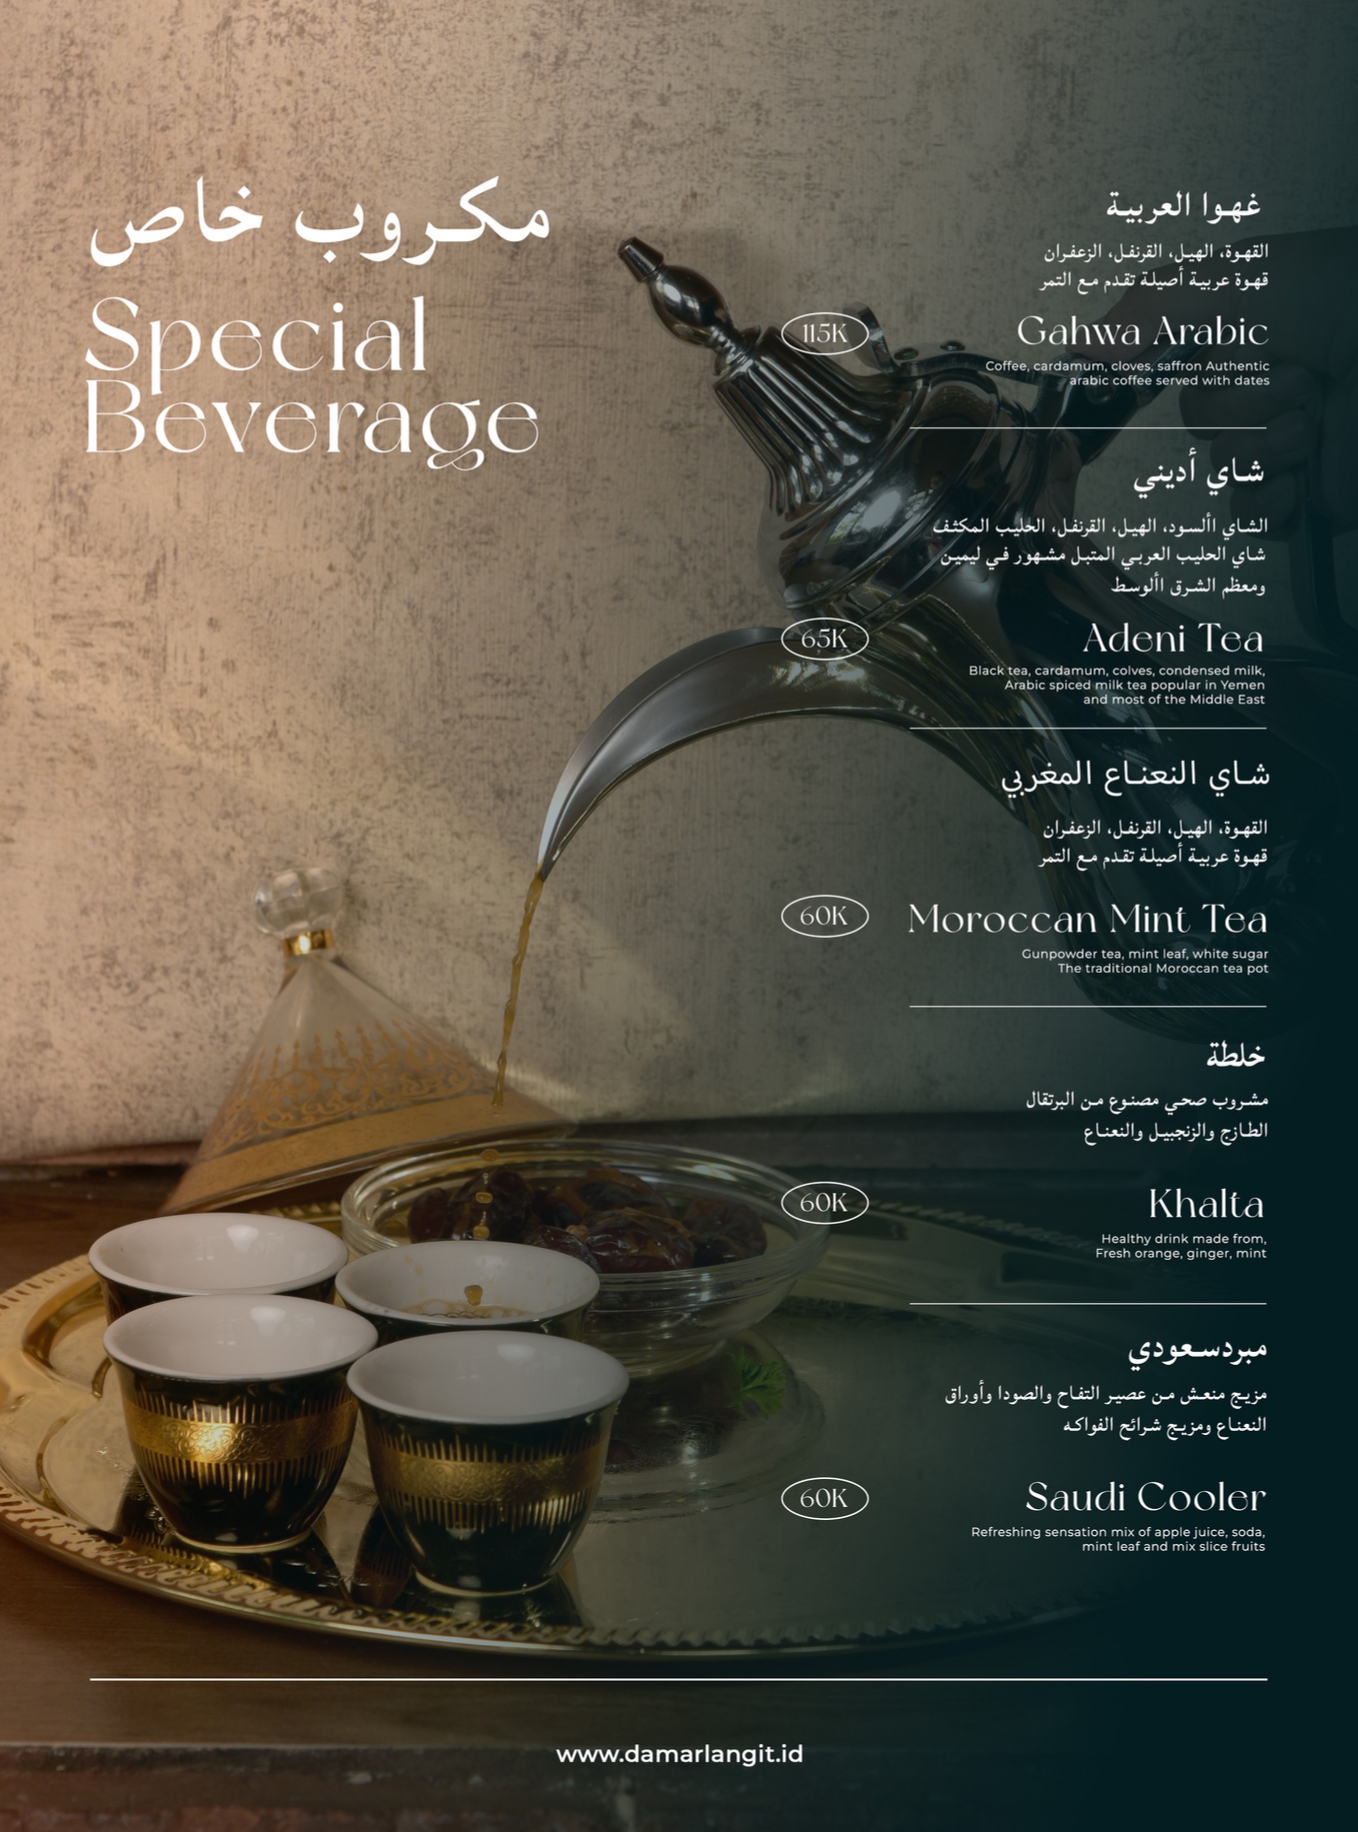 مكروب خاص
Special
Beverage
غهوا العربية
القهوة، الهيل، القرنفل، الزعفران
قهوة عربية أصيلة تقدم مع التمر
115K
Gahwa Arabic
Coffee, cardamum, cloves, saffron Authentic
arabic coffee served with dates
شاي أديني
الشاي األسود، الهيل، القرنفل، الحليب المكثف
شاي الحليب العربي المتبل مشهور في ليمين
ومعظم الشرق األوسط
65K
Adeni Tea
Black tea, cardamum, colves, condensed milk,
Arabic spiced milk tea popular in Yemen
and most of the Middle East
شاي النعناع المغربي
القهوة، الهيل، القرنفل، الزعفران
قهوة عربية أصيلة تقدم مع التمر
60K
Moroccan Mint Tea
Gunpowder tea, mint leaf, white sugar
The traditional Moroccan tea pot
خلطة
مشروب صحي مصنوع من البرتقال
الطازج والزنجبيل والنعناع
60K
Khalta
Healthy drink made from,
Fresh orange, ginger, mint
مبردسعودي
مزيج منعش من عصير التفاح والصودا وأوراق
النعناع ومزيج شرائح الفواكه
60K
Saudi Cooler
Refreshing sensation mix of apple juice, soda,
mint leaf and mix slice fruits
www.damarlangit.id